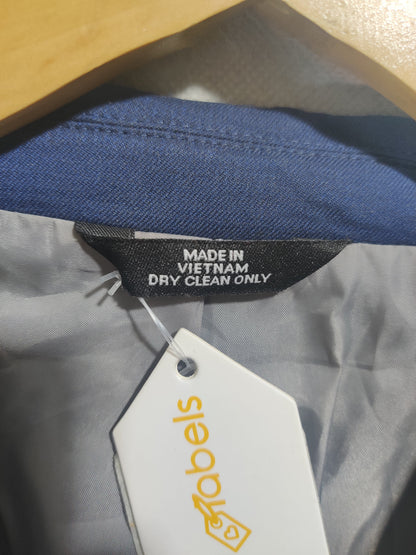 MADE IN
VIETNAM
DRY CLEAN ONLY
labels